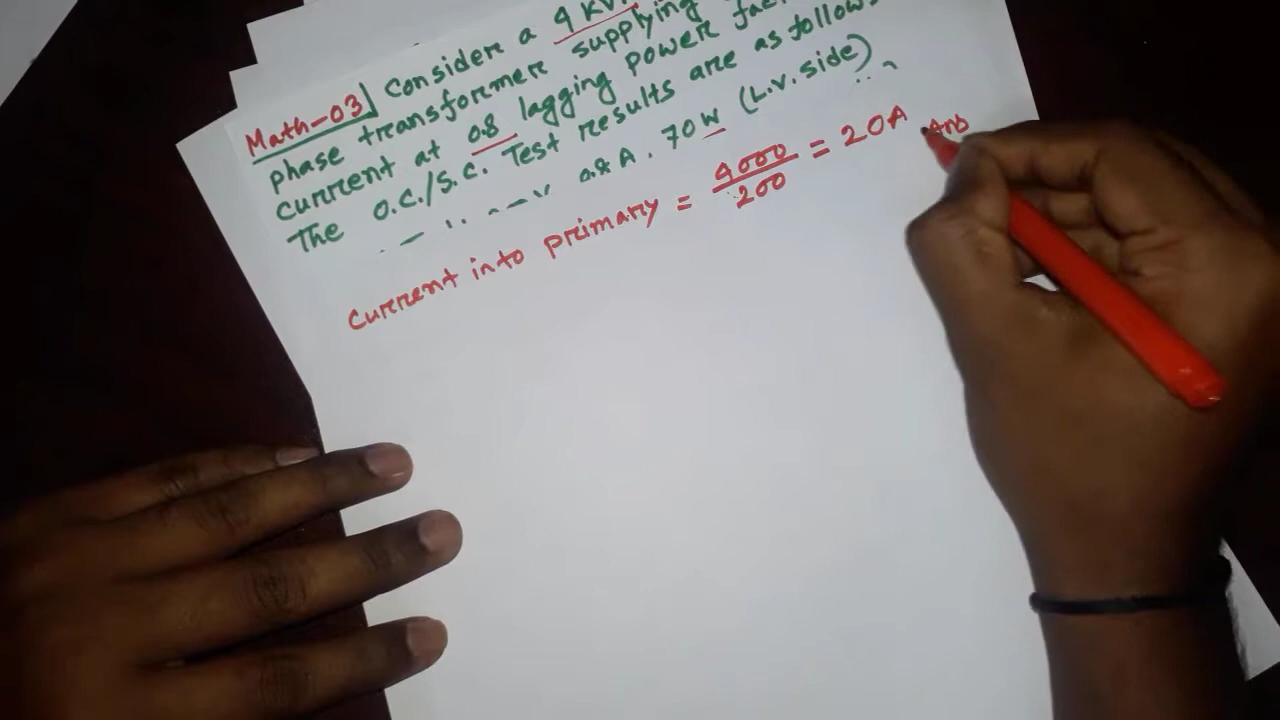 Math-03] Consider a 4 KV
phase transformer supplying
current at 0.8 lagging power fac
The O.C./S.C. Test results are as follows
A. 70W (L.V. side)
Current into primary = 4000/200 = 20A Ans